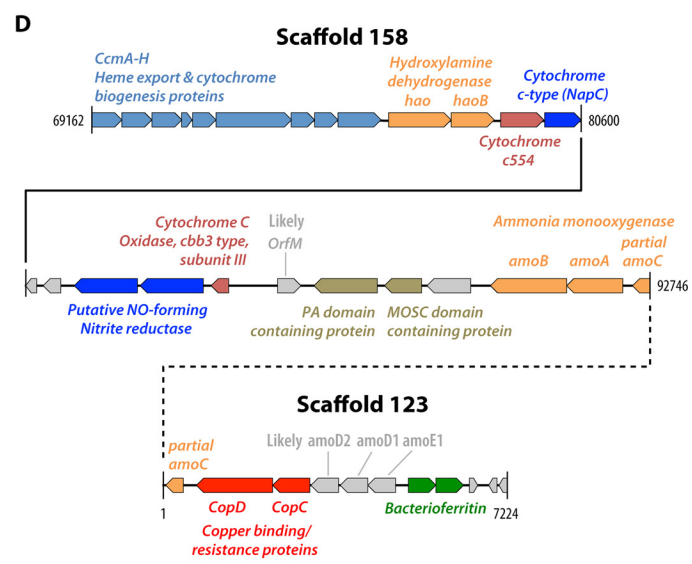 D
Scaffold 158
CcmA-H
Heme export & cytochrome
biogenesis proteins
Hydroxylamine
dehydrogenase
hao haoB
Cytochrome
c-type (NapC)
69162
80600
Cytochrome
c554
Cytochrome C
Oxidase, cbb3 type,
subunit III
Likely
OrfM
Ammonia monooxygenase
amoB amoA partial
amoC
92746
Putative NO-forming
Nitrite reductase
PA domain
containing protein
MOSC domain
containing protein
Scaffold 123
partial
amoC
Likely amoD2 amoD1 amoE1
1
CopD CopC
Bacterioferritin
7224
Copper binding/
resistance proteins